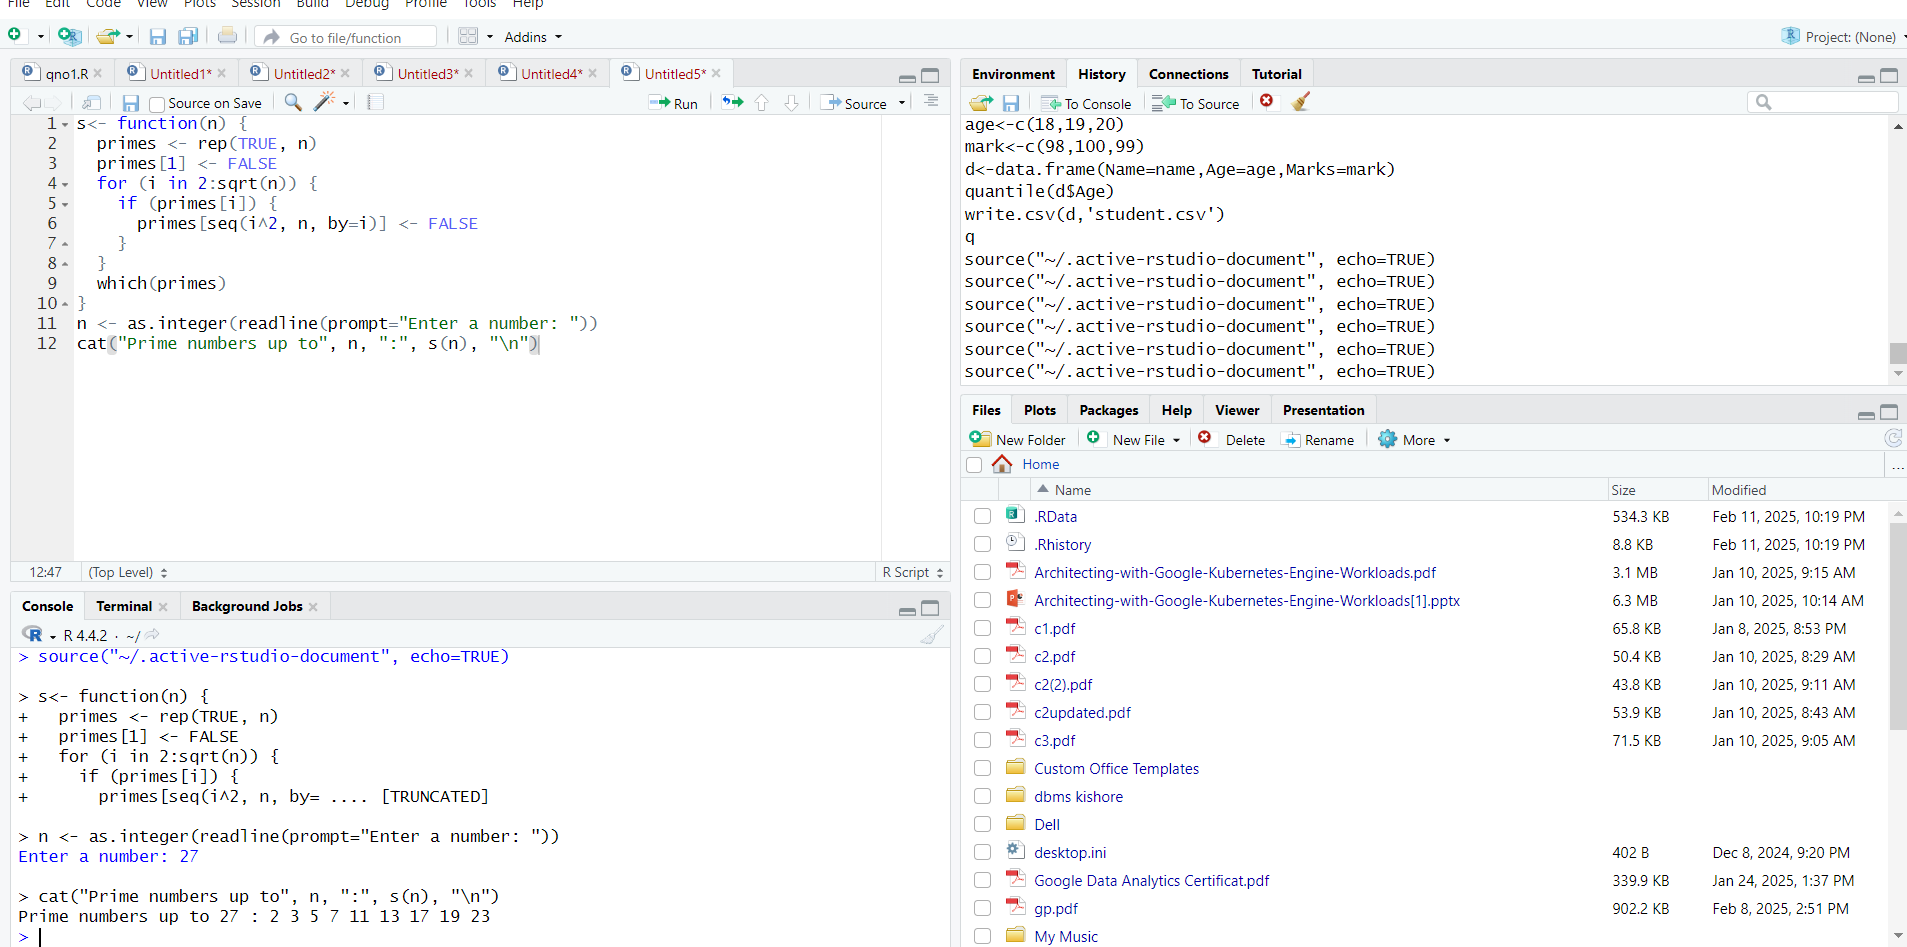 File Edit Code View Plots Session Build Debug Profile Tools Help
Go to file/function Addins Project: (None)
qno1.R Untitled1* Untitled2* Untitled3* Untitled4* Untitled5*
Source on Save Run Source
1 s<- function(n) {
2 primes <- rep(TRUE, n)
3 primes[1] <- FALSE
4 for (i in 2:sqrt(n)) {
5 if (primes[i]) {
6 primes[seq(i^2, n, by=i)] <- FALSE
7 }
8 }
9 which(primes)
10 }
11 n <- as.integer(readline(prompt="Enter a number: "))
12 cat("Prime numbers up to", n, ":", s(n), "\n")
12:47 (Top Level) R Script
Console Terminal Background Jobs
R R 4.4.2 · ~/
> source("~/.active-rstudio-document", echo=TRUE)
> s<- function(n) {
+ primes <- rep(TRUE, n)
+ primes[1] <- FALSE
+ for (i in 2:sqrt(n)) {
+ if (primes[i]) {
+ primes[seq(i^2, n, by= .... [TRUNCATED]
> n <- as.integer(readline(prompt="Enter a number: "))
Enter a number: 27
> cat("Prime numbers up to", n, ":", s(n), "\n")
Prime numbers up to 27 : 2 3 5 7 11 13 17 19 23
>
Environment History Connections Tutorial
To Console To Source
age<-c(18,19,20)
mark<-c(98,100,99)
d<-data.frame(Name=name,Age=age,Marks=mark)
quantile(d$Age)
write.csv(d,'student.csv')
q
source("~/.active-rstudio-document", echo=TRUE)
source("~/.active-rstudio-document", echo=TRUE)
source("~/.active-rstudio-document", echo=TRUE)
source("~/.active-rstudio-document", echo=TRUE)
source("~/.active-rstudio-document", echo=TRUE)
source("~/.active-rstudio-document", echo=TRUE)
Files Plots Packages Help Viewer Presentation
New Folder New File Delete Rename More
Home ...
Name Size Modified
.RData 534.3 KB Feb 11, 2025, 10:19 PM
.Rhistory 8.8 KB Feb 11, 2025, 10:19 PM
Architecting-with-Google-Kubernetes-Engine-Workloads.pdf 3.1 MB Jan 10, 2025, 9:15 AM
Architecting-with-Google-Kubernetes-Engine-Workloads[1].pptx 6.3 MB Jan 10, 2025, 10:14 AM
c1.pdf 65.8 KB Jan 8, 2025, 8:53 PM
c2.pdf 50.4 KB Jan 10, 2025, 8:29 AM
c2(2).pdf 43.8 KB Jan 10, 2025, 9:11 AM
c2updated.pdf 53.9 KB Jan 10, 2025, 8:43 AM
c3.pdf 71.5 KB Jan 10, 2025, 9:05 AM
Custom Office Templates
dbms kishore
Dell
desktop.ini 402 B Dec 8, 2024, 9:20 PM
Google Data Analytics Certificat.pdf 339.9 KB Jan 24, 2025, 1:37 PM
gp.pdf 902.2 KB Feb 8, 2025, 2:51 PM
My Music